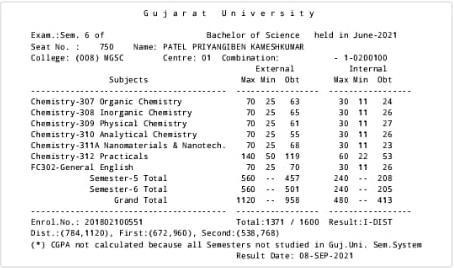 Gujarat University
Exam.:Sem. 6 of Bachelor of Science held in June-2021
Seat No. : 750 Name: PATEL PRIYANGIBEN KAMESHKUMAR
College: (008) MGSC Centre: 01 Combination: - 1-0200100
External Internal
Subjects Max Min Obt Max Min Obt
Chemistry-307 Organic Chemistry 70 25 63 30 11 24
Chemistry-308 Inorganic Chemistry 70 25 65 30 11 26
Chemistry-309 Physical Chemistry 70 25 61 30 11 27
Chemistry-310 Analytical Chemistry 70 25 55 30 11 26
Chemistry-311A Nanomaterials & Nanotech. 70 25 68 30 11 23
Chemistry-312 Practicals 140 50 119 60 22 53
FC302-General English 70 25 70 30 11 26
Semester-5 Total 560 -- 457 240 -- 208
Semester-6 Total 560 -- 501 240 -- 205
Grand Total 1120 -- 958 480 -- 413
Enrol.No.: 201802100551 Total:1371 / 1600 Result:I-DIST
Dist.:(784,1120), First:(672,960), Second:(538,768)
(*) CGPA not calculated because all Semesters not studied in Guj.Uni. Sem.System
Result Date: 08-SEP-2021